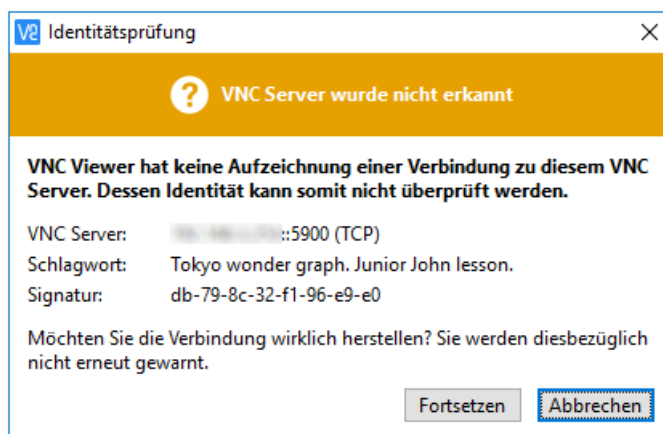 Identitätsprüfung
VNC Server wurde nicht erkannt
VNC Viewer hat keine Aufzeichnung einer Verbindung zu diesem VNC
Server. Dessen Identität kann somit nicht überprüft werden.
VNC Server: ::5900 (TCP)
Schlagwort: Tokyo wonder graph. Junior John lesson.
Signatur: db-79-8c-32-f1-96-e9-e0
Möchten Sie die Verbindung wirklich herstellen? Sie werden diesbezüglich
nicht erneut gewarnt.
Fortsetzen Abbrechen